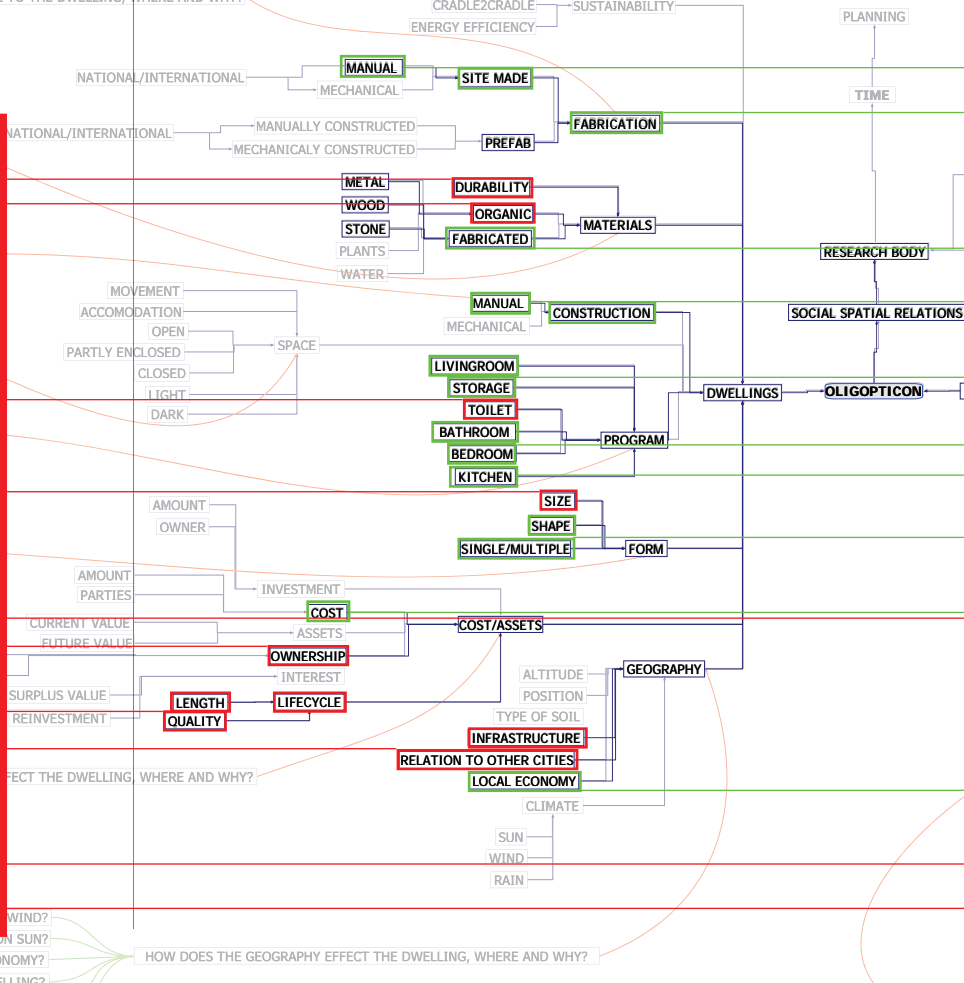 CRADLE2CRADLE
SUSTAINABILITY
PLANNING
ENERGY EFFICIENCY
MANUAL
NATIONAL/INTERNATIONAL
SITE MADE
MECHANICAL
TIME
MANUALLY CONSTRUCTED
FABRICATION
NATIONAL/INTERNATIONAL
PREFAB
MECHANICALY CONSTRUCTED
METAL
DURABILITY
WOOD
ORGANIC
STONE
MATERIALS
FABRICATED
PLANTS
RESEARCH BODY
WATER
MOVEMENT
MANUAL
ACCOMODATION
CONSTRUCTION
SOCIAL SPATIAL RELATIONS
MECHANICAL
OPEN
SPACE
PARTLY ENCLOSED
LIVINGROOM
CLOSED
STORAGE
LIGHT
DWELLINGS
OLIGOPTICON
TOILET
DARK
BATHROOM
PROGRAM
BEDROOM
KITCHEN
SIZE
AMOUNT
SHAPE
OWNER
SINGLE/MULTIPLE
FORM
AMOUNT
INVESTMENT
PARTIES
COST
CURRENT VALUE
COST/ASSETS
ASSETS
FUTURE VALUE
OWNERSHIP
GEOGRAPHY
ALTITUDE
INTEREST
SURPLUS VALUE
POSITION
LENGTH
LIFECYCLE
REINVESTMENT
QUALITY
TYPE OF SOIL
INFRASTRUCTURE
RELATION TO OTHER CITIES
FFECT THE DWELLING, WHERE AND WHY?
LOCAL ECONOMY
CLIMATE
SUN
WIND
RAIN
WIND?
ON SUN?
HOW DOES THE GEOGRAPHY EFFECT THE DWELLING, WHERE AND WHY?
ONOMY?